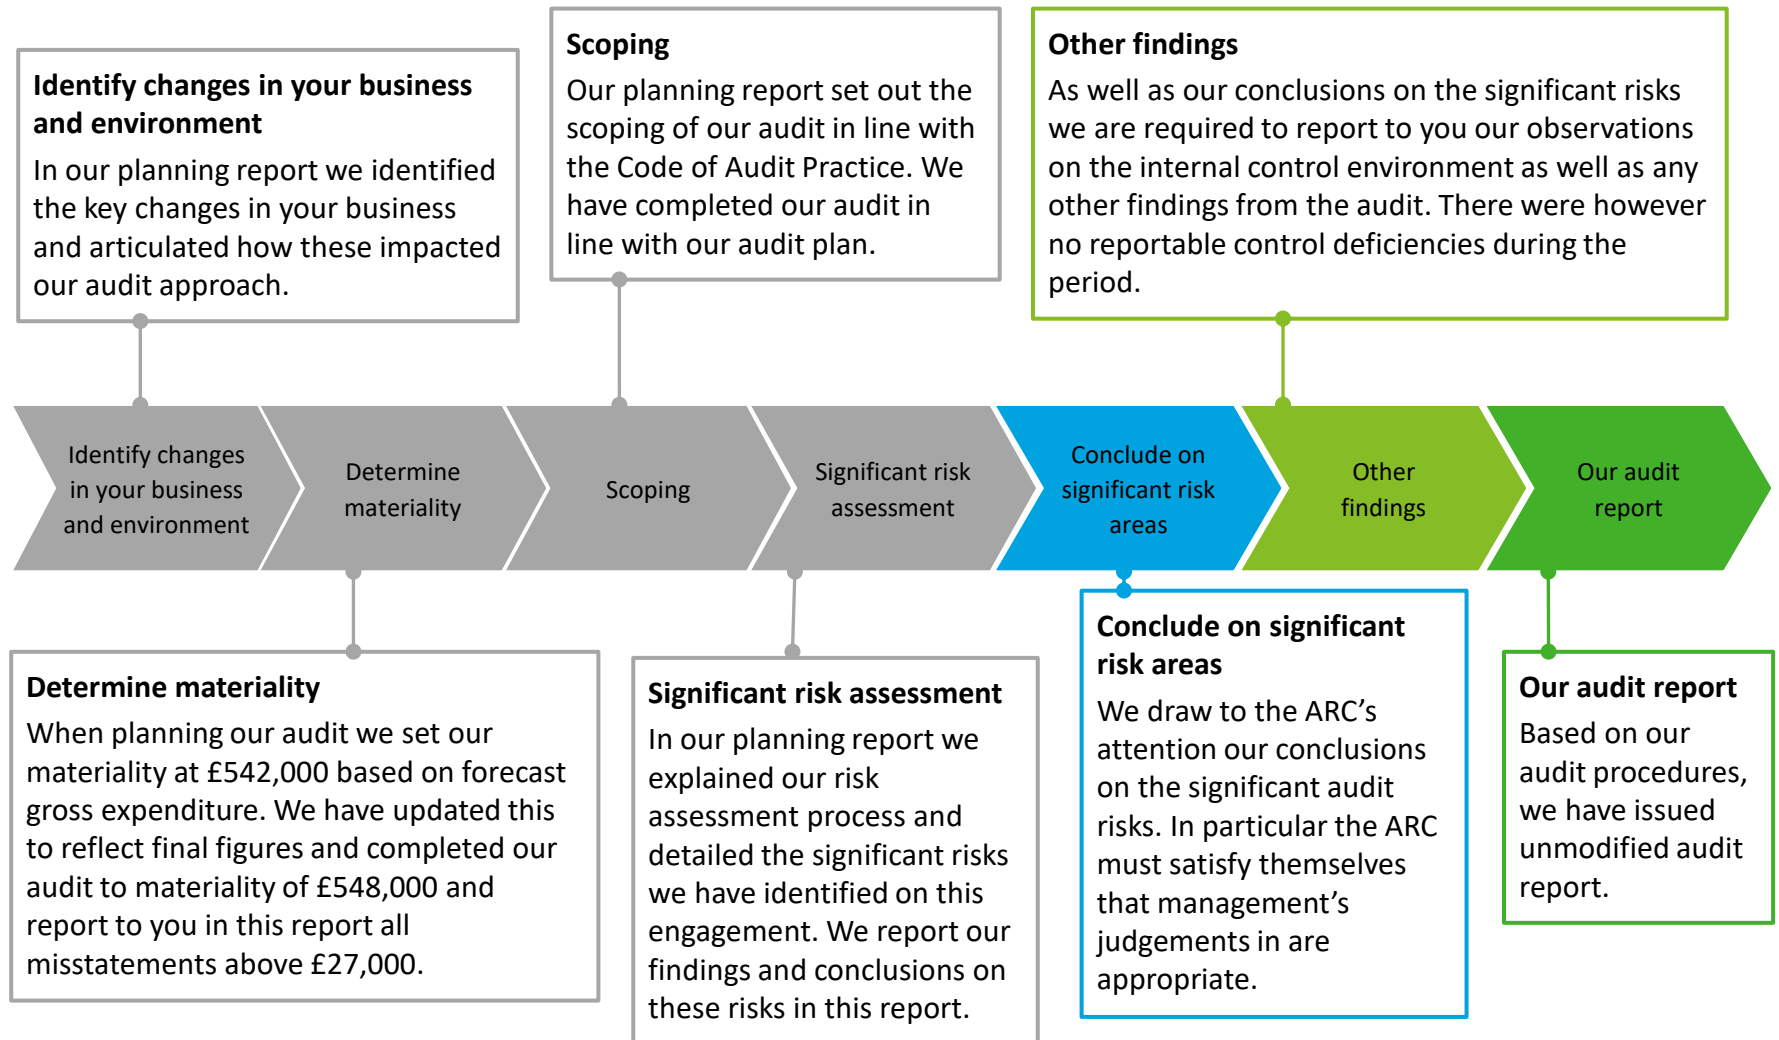 Identify changes in your business
and environment
In our planning report we identified
the key changes in your business
and articulated how these impacted
our audit approach.
Scoping
Our planning report set out the
scoping of our audit in line with
the Code of Audit Practice. We
have completed our audit in
line with our audit plan.
Other findings
As well as our conclusions on the significant risks
we are required to report to you our observations
on the internal control environment as well as any
other findings from the audit. There were however
no reportable control deficiencies during the
period.
Identify changes
in your business
and environment
Determine
materiality
Scoping
Significant risk
assessment
Conclude on
significant risk
areas
Other
findings
Our audit
report
Determine materiality
When planning our audit we set our
materiality at £542,000 based on forecast
gross expenditure. We have updated this
to reflect final figures and completed our
audit to materiality of £548,000 and
report to you in this report all
misstatements above £27,000.
Significant risk assessment
In our planning report we
explained our risk
assessment process and
detailed the significant risks
we have identified on this
engagement. We report our
findings and conclusions on
these risks in this report.
Conclude on significant
risk areas
We draw to the ARC’s
attention our conclusions
on the significant audit
risks. In particular the ARC
must satisfy themselves
that management’s
judgements in are
appropriate.
Our audit report
Based on our
audit procedures,
we have issued
unmodified audit
report.